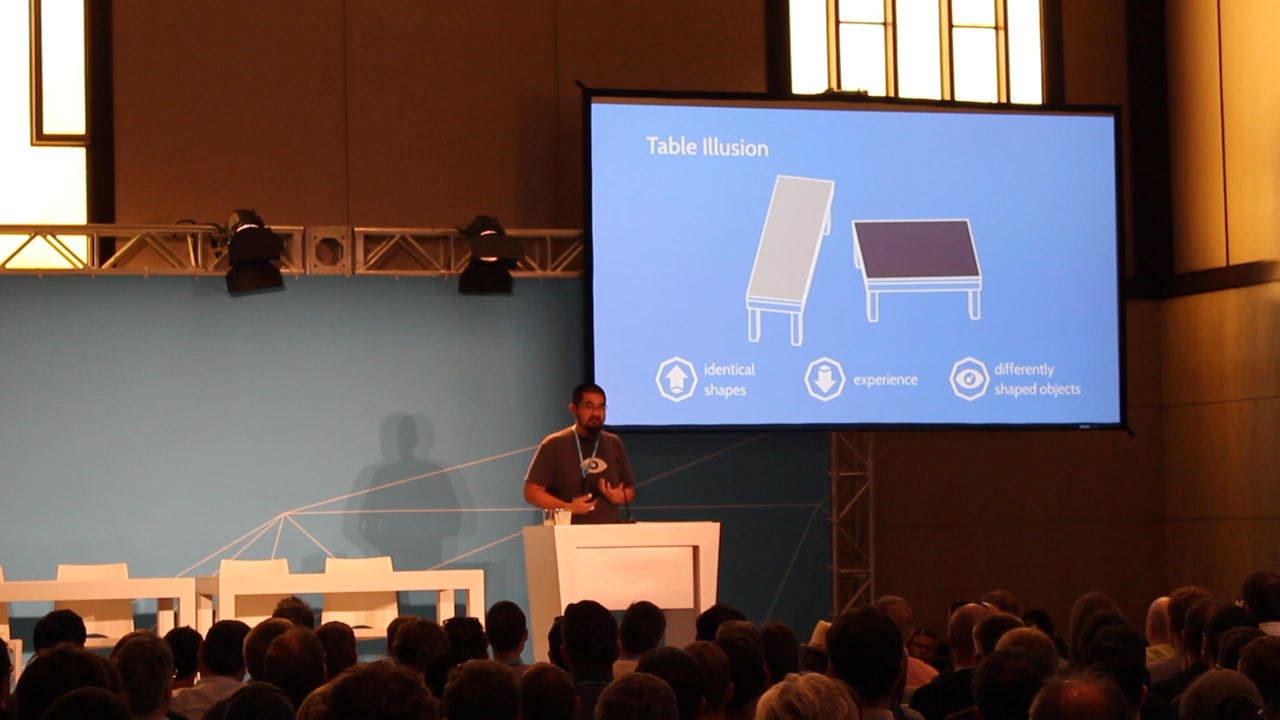 Table Illusion
identical
shapes
experience
differently
shaped objects